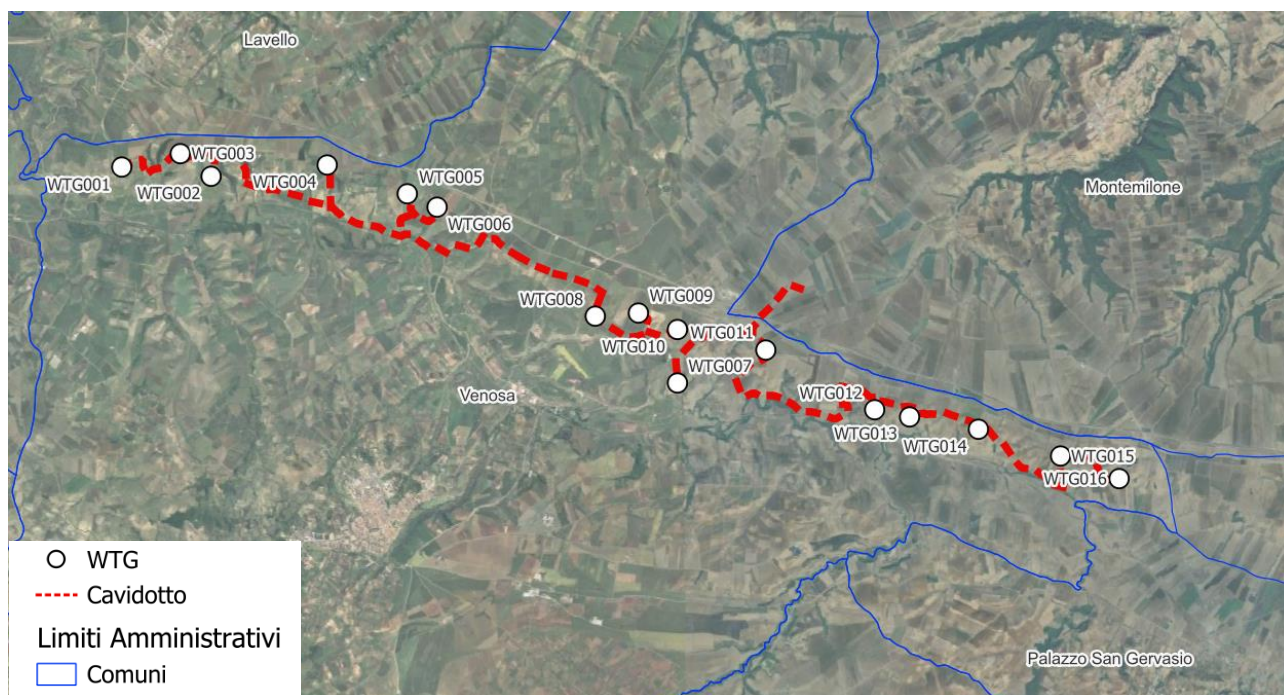 Lavello
WTG003
WTG001
WTG002
WTG004
WTG005
Montemilone
WTG006
WTG008
WTG009
WTG010
WTG011
WTG007
Venosa
WTG012
WTG013
WTG014
WTG015
WTG016
WTG
Cavidotto
Limiti Amministrativi
Comuni
Palazzo San Gervasio